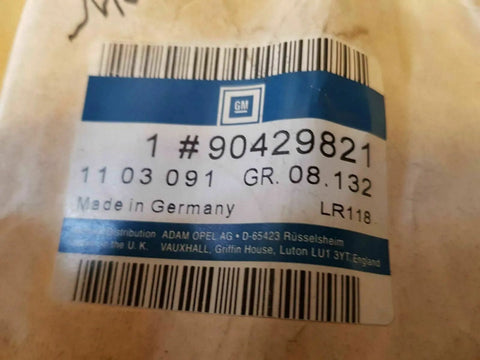 GM
1 # 90429821
11 03 091 GR. 08.132
Made in Germany LR118
Distribution ADAM OPEL AG • D-65423 Rüsselsheim
in the U. K. VAUXHALL, Griffin House, Luton LU1 3YT, England